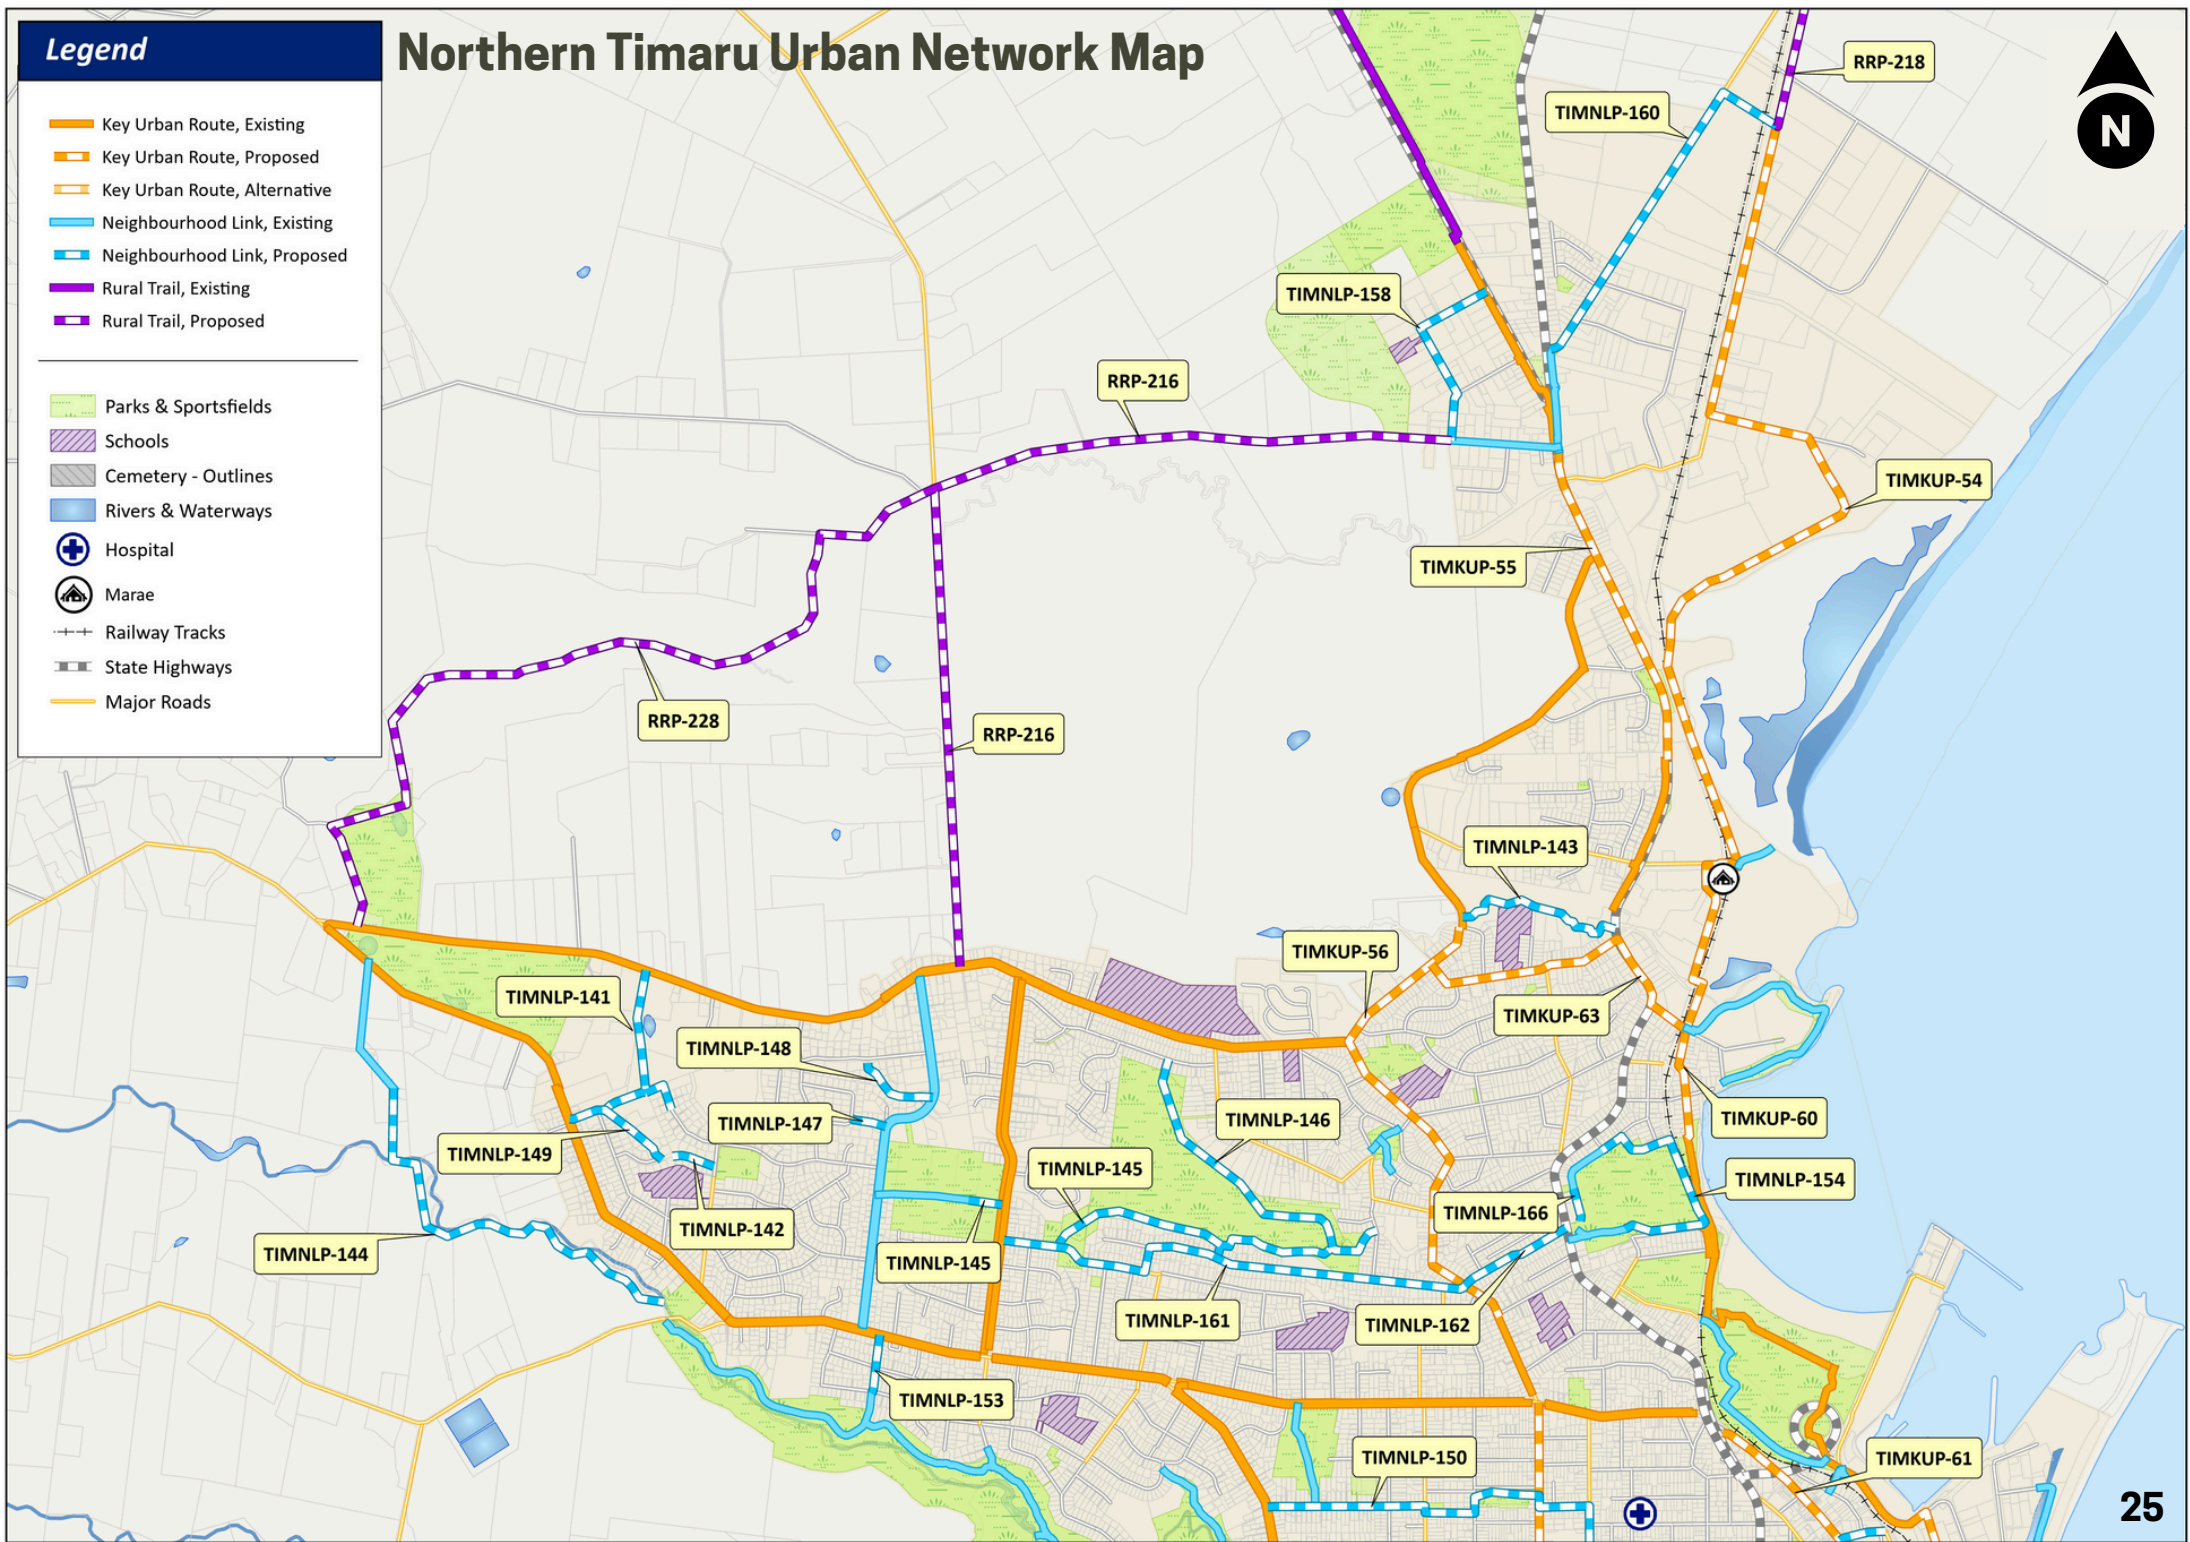 Legend
Northern Timaru Urban Network Map
Key Urban Route, Existing
Key Urban Route, Proposed
Key Urban Route, Alternative
Neighbourhood Link, Existing
Neighbourhood Link, Proposed
Rural Trail, Existing
Rural Trail, Proposed
Parks & Sportsfields
Schools
Cemetery - Outlines
Rivers & Waterways
Hospital
Marae
Railway Tracks
State Highways
Major Roads
N
RRP-218
TIMNLP-160
TIMNLP-158
RRP-216
TIMKUP-54
TIMKUP-55
RRP-228
RRP-216
TIMNLP-143
TIMKUP-56
TIMNLP-141
TIMKUP-63
TIMNLP-148
TIMNLP-147
TIMNLP-146
TIMKUP-60
TIMNLP-149
TIMNLP-145
TIMNLP-154
TIMNLP-166
TIMNLP-142
TIMNLP-144
TIMNLP-145
TIMNLP-161
TIMNLP-162
TIMNLP-153
TIMNLP-150
TIMKUP-61
25